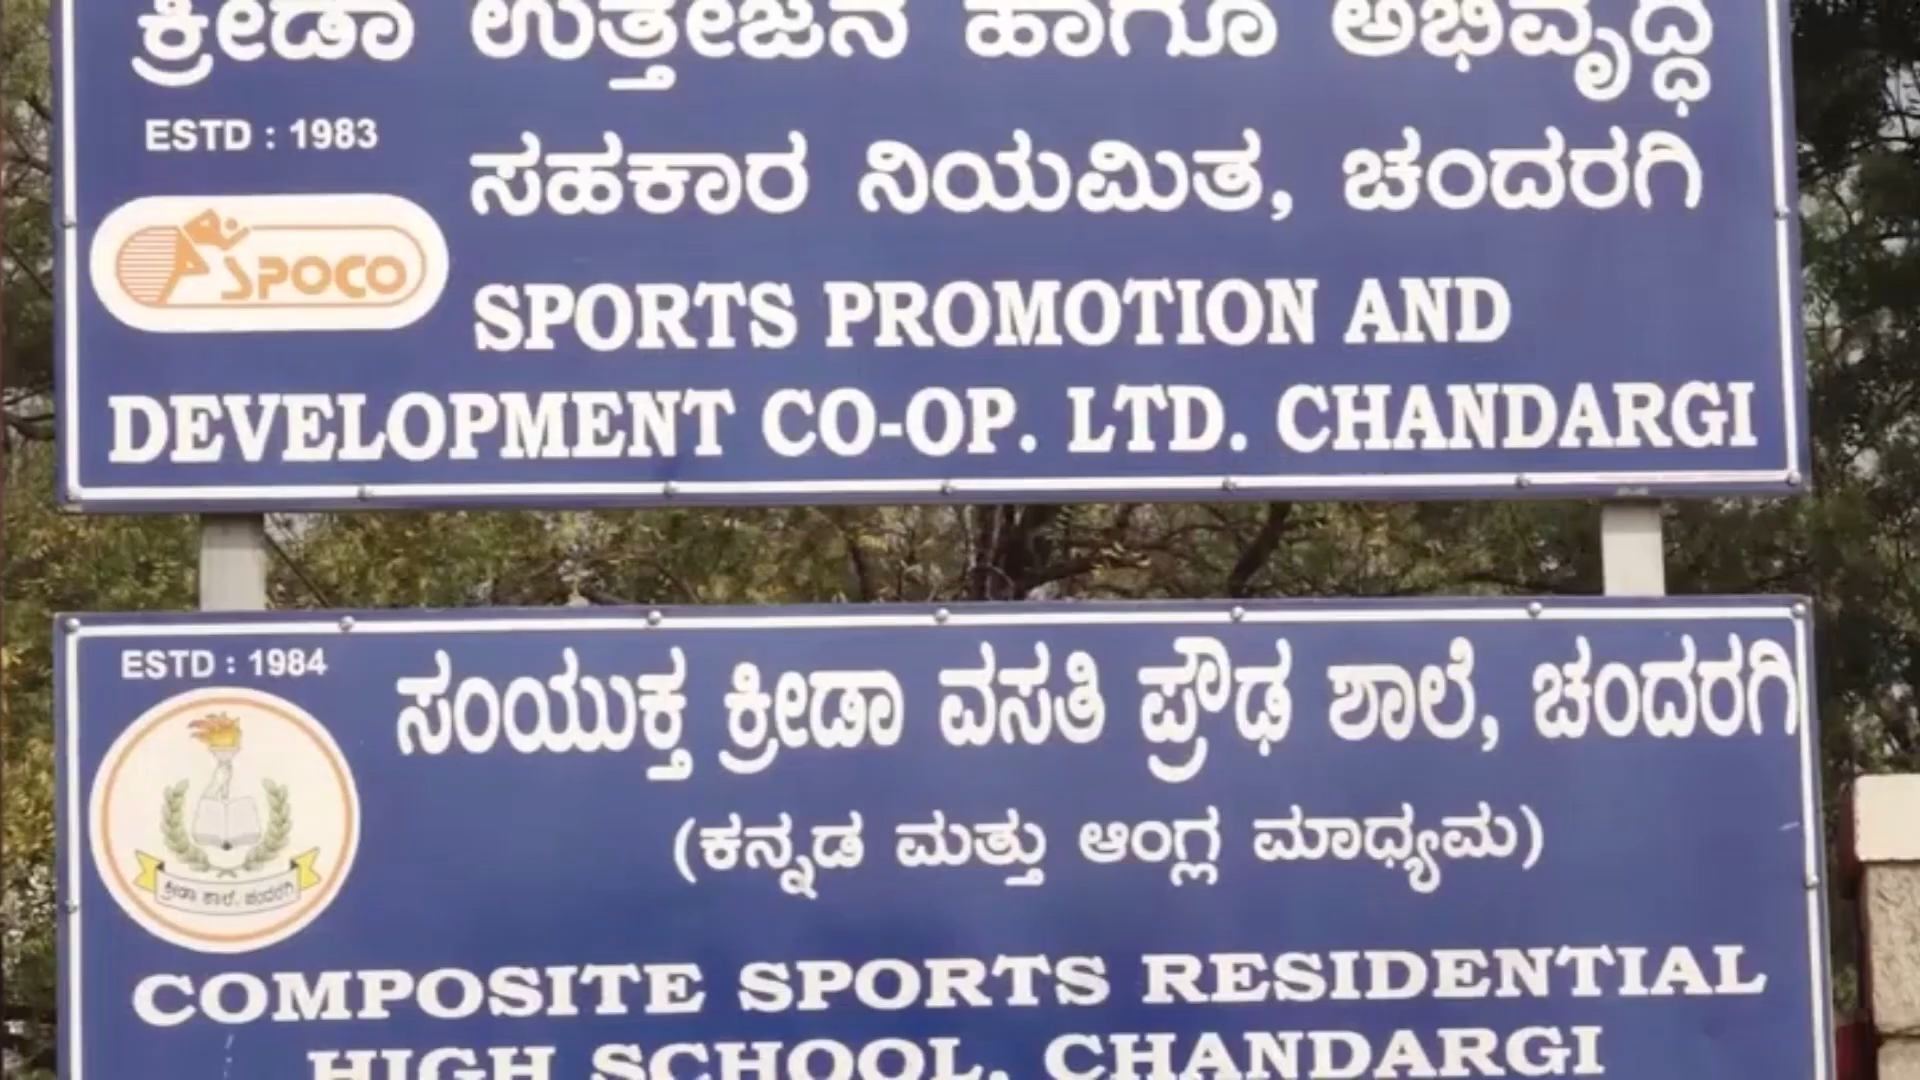 ಕ್ರೀಡಾ ಉತ್ತೇಜನ ಹಾಗೂ ಅಭಿವೃದ್ಧಿ
ESTD : 1983
ಸಹಕಾರ ನಿಯಮಿತ, ಚಂದರಗಿ
SPOCO
SPORTS PROMOTION AND
DEVELOPMENT CO-OP. LTD. CHANDARGI
ESTD : 1984
ಸಂಯುಕ್ತ ಕ್ರೀಡಾ ವಸತಿ ಪ್ರೌಢ ಶಾಲೆ, ಚಂದರಗಿ
(ಕನ್ನಡ ಮತ್ತು ಆಂಗ್ಲ ಮಾಧ್ಯಮ)
ಕ್ರೀಡಾ ಶಾಲೆ, ಚಂದರಗಿ
COMPOSITE SPORTS RESIDENTIAL
HIGH SCHOOL, CHANDARGI